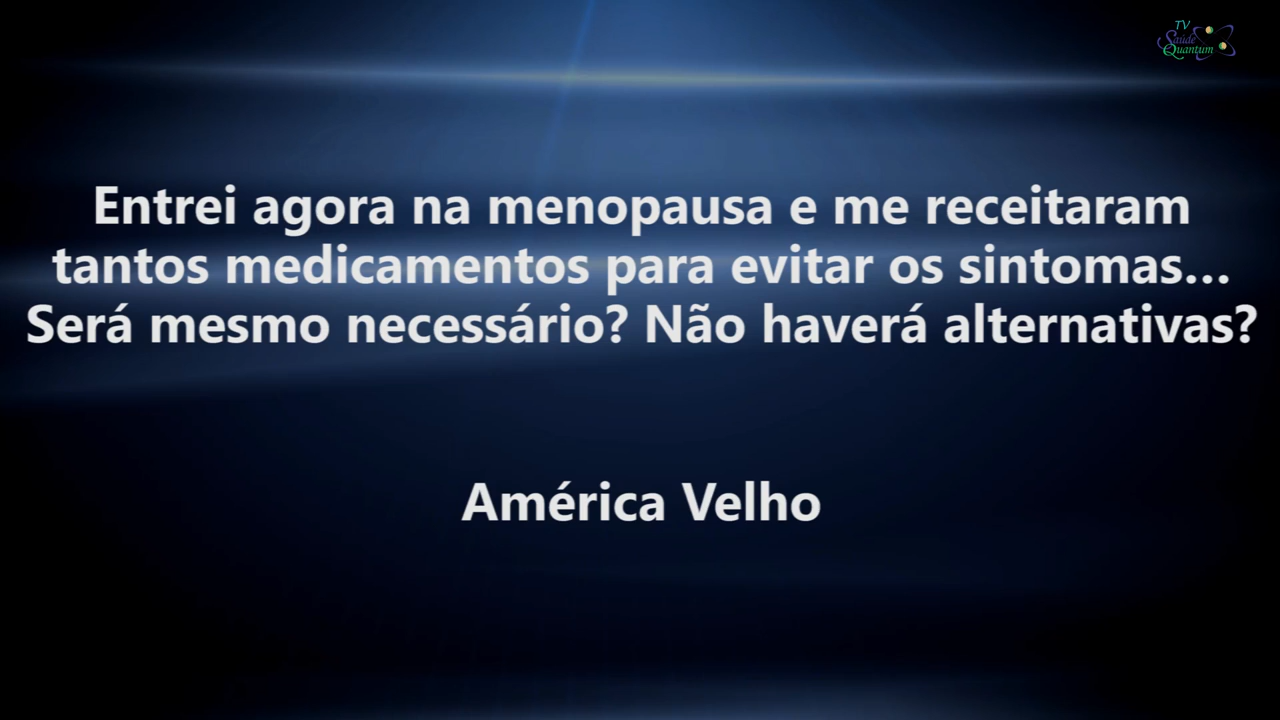 TV
Saúde
Quantum
Entrei agora na menopausa e me receitaram
tantos medicamentos para evitar os sintomas...
Será mesmo necessário? Não haverá alternativas?
América Velho